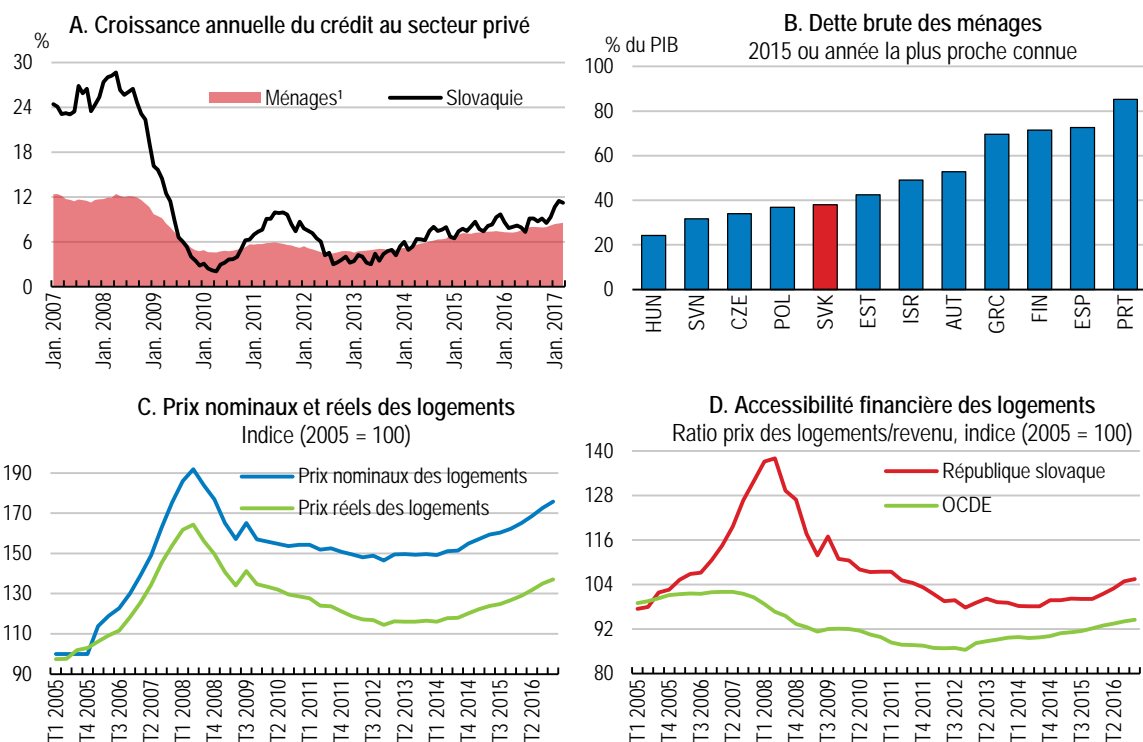 A. Croissance annuelle du crédit au secteur privé
%
30
24
18
12
6
0
Ménages¹
Slovaquie
Jan. 2007
Jan. 2008
Jan. 2009
Jan. 2010
Jan. 2011
Jan. 2012
Jan. 2013
Jan. 2014
Jan. 2015
Jan. 2016
Jan. 2017
B. Dette brute des ménages
2015 ou année la plus proche connue
% du PIB
100
80
60
40
20
0
HUN
SVN
CZE
POL
SVK
EST
ISR
AUT
GRC
FIN
ESP
PRT
C. Prix nominaux et réels des logements
Indice (2005 = 100)
190
170
150
130
110
90
Prix nominaux des logements
Prix réels des logements
T1 2005
T4 2005
T3 2006
T2 2007
T1 2008
T4 2008
T3 2009
T2 2010
T1 2011
T4 2011
T3 2012
T2 2013
T1 2014
T4 2014
T3 2015
T2 2016
D. Accessibilité financière des logements
Ratio prix des logements/revenu, indice (2005 = 100)
140
128
116
104
92
80
République slovaque
OCDE
T1 2005
T4 2005
T3 2006
T2 2007
T1 2008
T4 2008
T3 2009
T2 2010
T1 2011
T4 2011
T3 2012
T2 2013
T1 2014
T4 2014
T3 2015
T2 2016